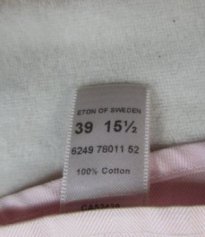 ETON OF SWEDEN
39 15½
6249 78011 52
100% Cotton